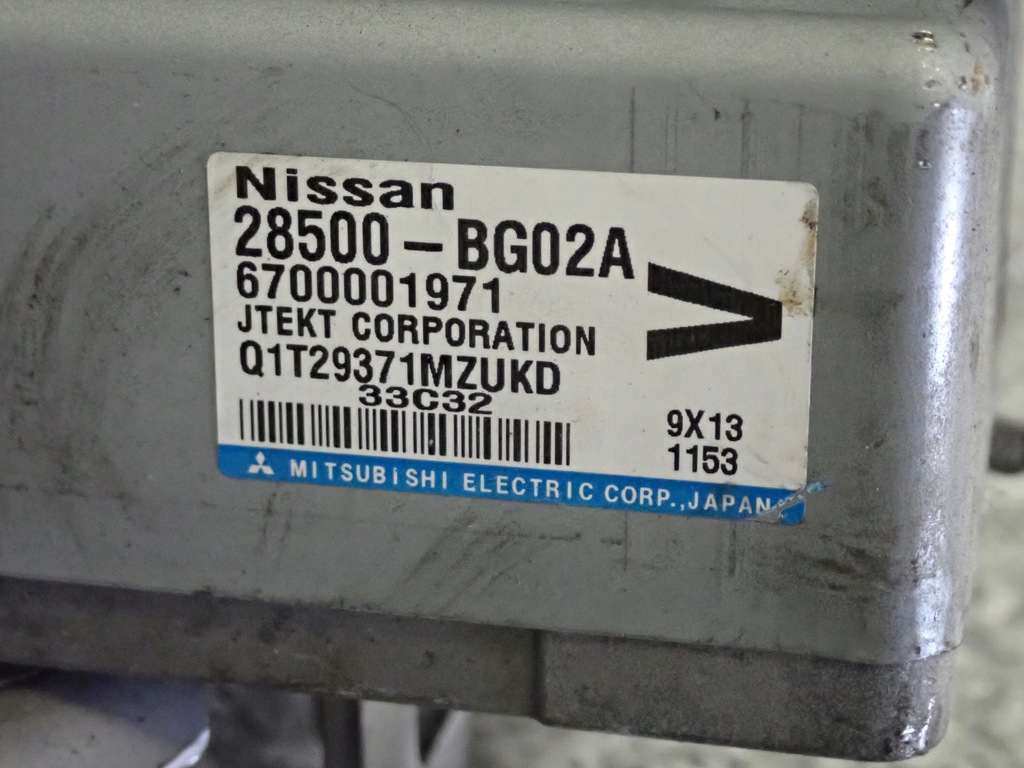 Nissan
28500-BG02A
6700001971
JTEKT CORPORATION
Q1T29371MZUKD
33C32
V
9X13
1153
MITSUBISHI ELECTRIC CORP.,JAPAN